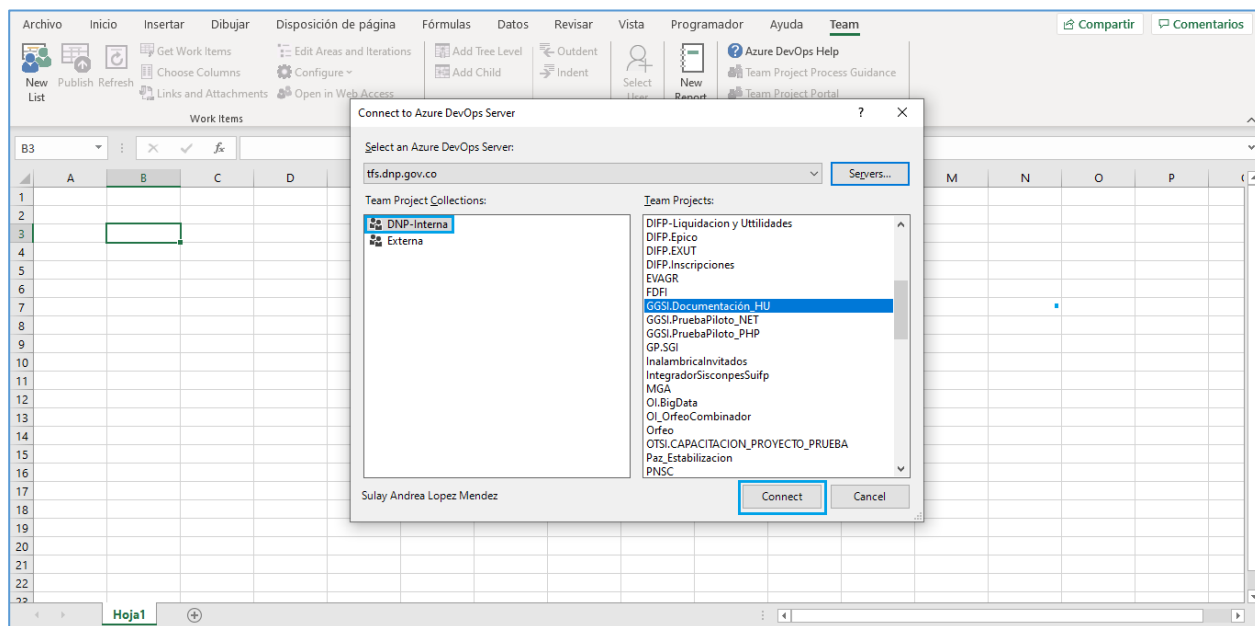 Archivo Inicio Insertar Dibujar Disposición de página Fórmulas Datos Revisar Vista Programador Ayuda Team Compartir Comentarios
New List
Publish
Refresh
Get Work Items
Choose Columns
Links and Attachments
Edit Areas and Iterations
Configure
Open in Web Access
Work Items
Add Tree Level
Add Child
Outdent
Indent
Select User
New Report
Azure DevOps Help
Team Project Process Guidance
Team Project Portal
B3
fx
A B C D M N O P
1
2
3
4
5
6
7
8
9
10
11
12
13
14
15
16
17
18
19
20
21
22
23
Connect to Azure DevOps Server ?
Select an Azure DevOps Server:
tfs.dnp.gov.co
Servers...
Team Project Collections:
DNP-Interna
Externa
Team Projects:
DIFP-Liquidacion y Uttilidades
DIFP.Epico
DIFP.EXUT
DIFP.Inscripciones
EVAGR
FDFI
GGSI.Documentación_HU
GGSI.PruebaPiloto_NET
GGSI.PruebaPiloto_PHP
GP.SGI
InalambricaInvitados
IntegradorSisconpesSuifp
MGA
OI.BigData
OI_OrfeoCombinador
Orfeo
OTSI.CAPACITACION_PROYECTO_PRUEBA
Paz_Estabilizacion
PNSC
Sulay Andrea Lopez Mendez
Connect
Cancel
Hoja1